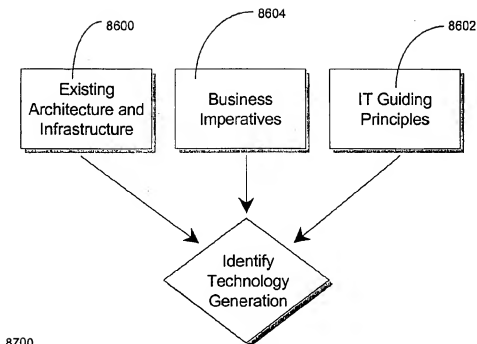 8600
8604
8602
Existing
Architecture and
Infrastructure
Business
Imperatives
IT Guiding
Principles
Identify
Technology
Generation
8700